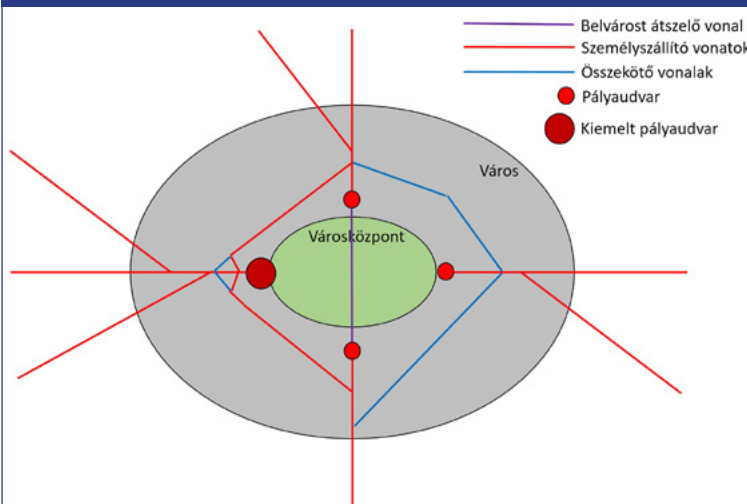 Belvárost átszelő vonal
Személyszállító vonatok
Összekötő vonalak
Pályaudvar
Kiemelt pályaudvar
Város
Városközpont